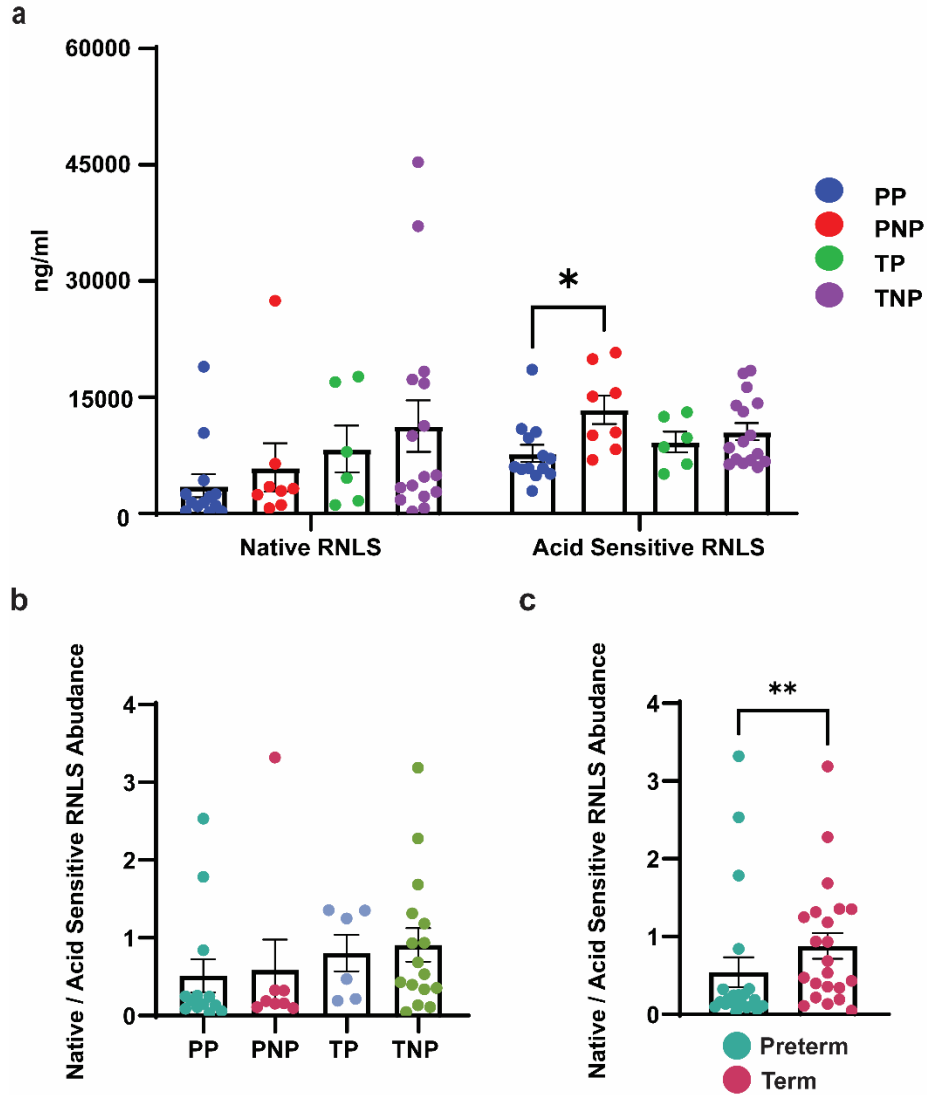 a
60000
45000
30000
15000
0
ng/ml
*
Native RNLS
Acid Sensitive RNLS
PP
PNP
TP
TNP
b
Native / Acid Sensitive RNLS Abudance
4
3
2
1
0
PP
PNP
TP
TNP
c
Native / Acid Sensitive RNLS Abudance
4
3
2
1
0
**
Preterm
Term